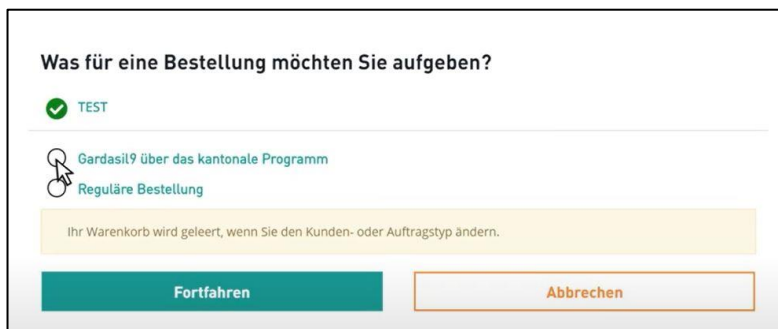 Was für eine Bestellung möchten Sie aufgeben?
TEST
Gardasil9 über das kantonale Programm
Reguläre Bestellung
Ihr Warenkorb wird geleert, wenn Sie den Kunden- oder Auftragstyp ändern.
Fortfahren
Abbrechen